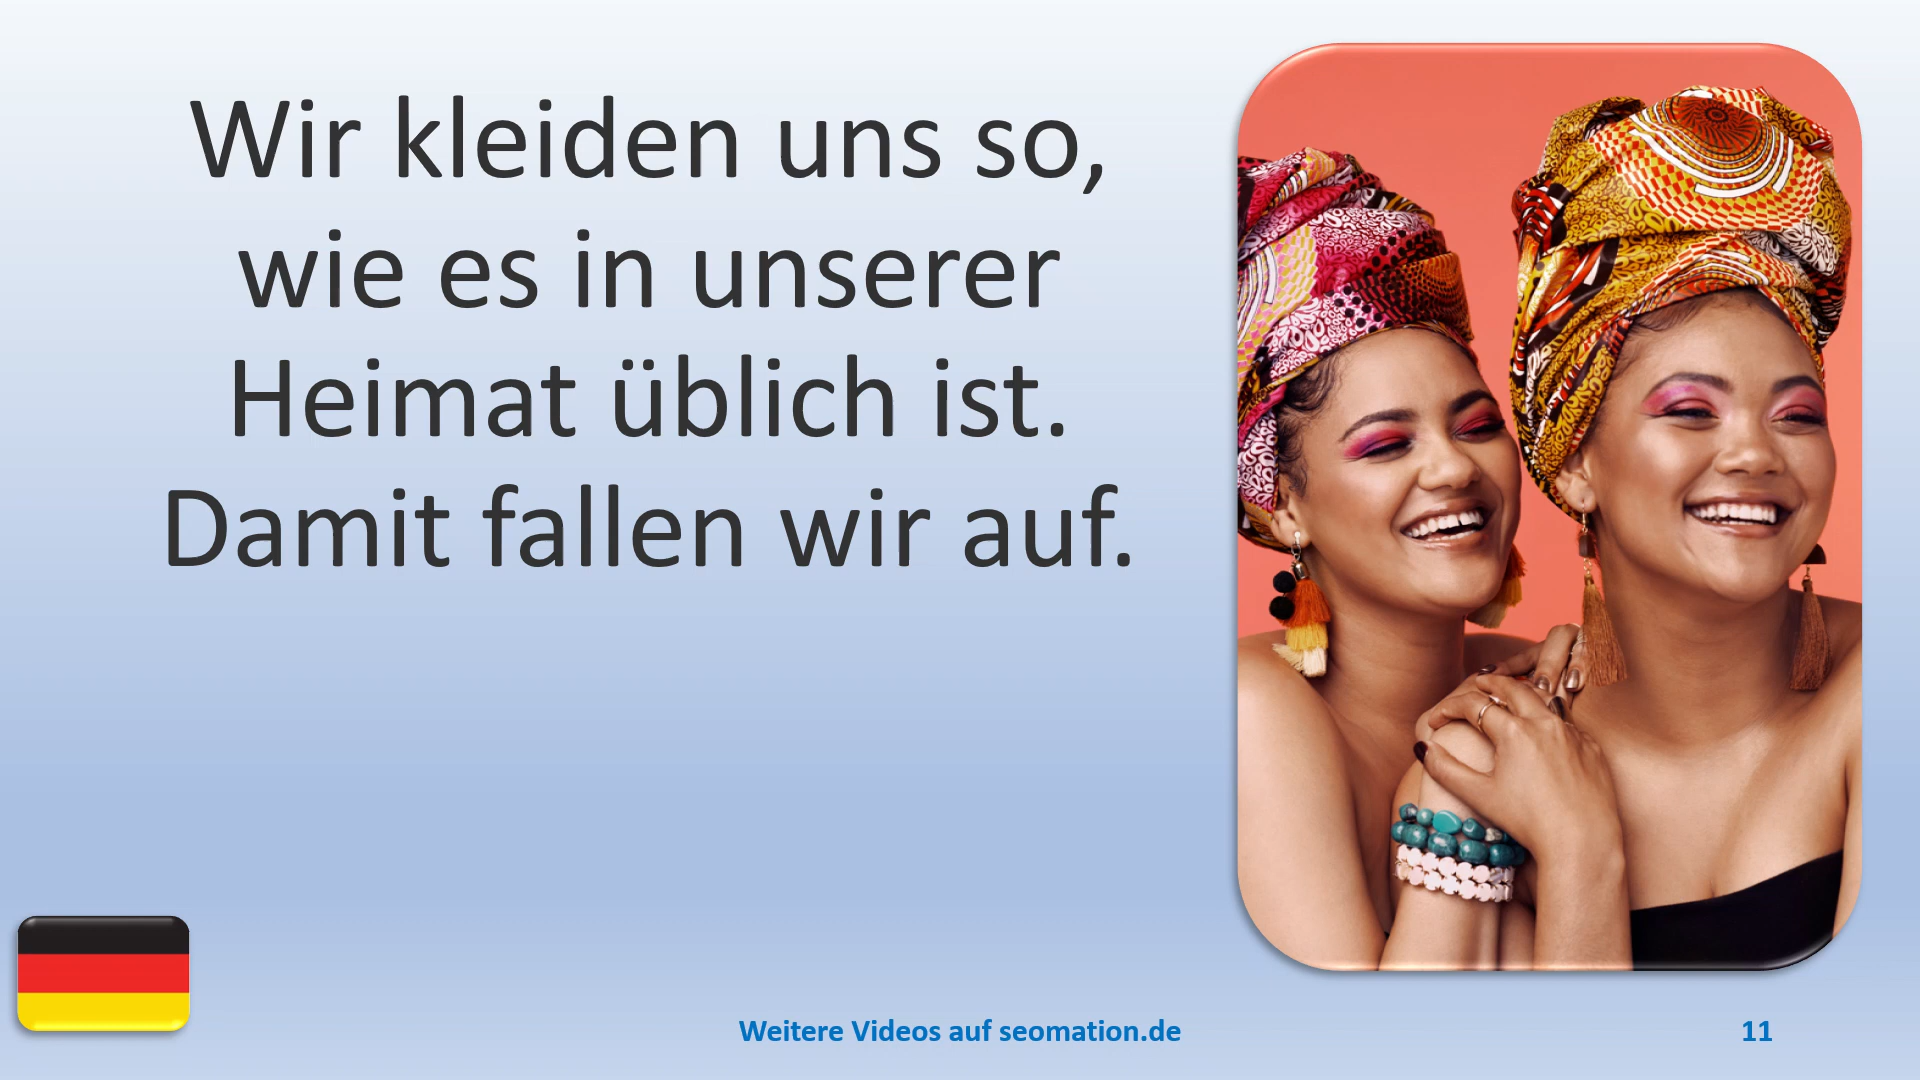 Wir kleiden uns so,
wie es in unserer
Heimat üblich ist.
Damit fallen wir auf.
Weitere Videos auf seomation.de
11